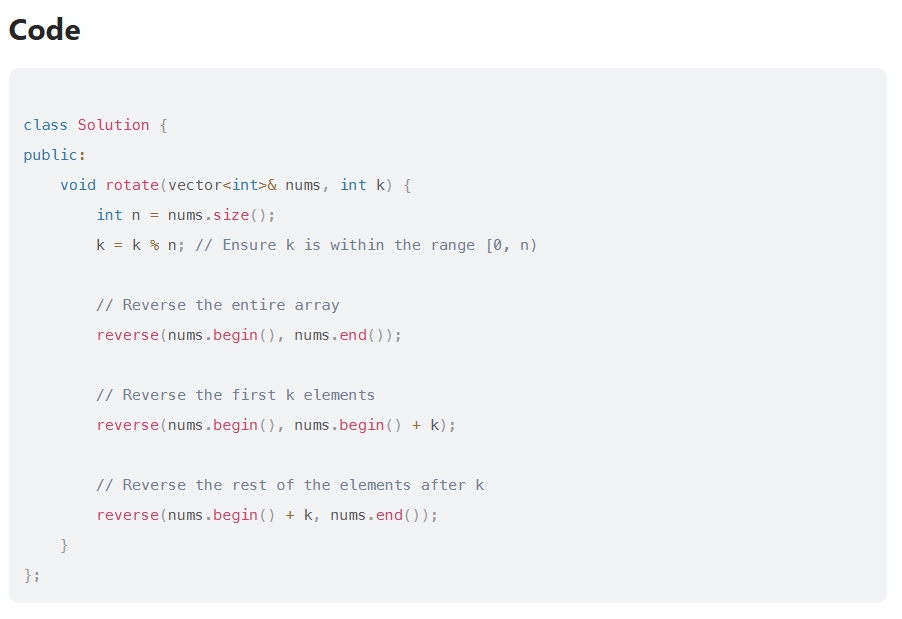 Code
class Solution {
public:
    void rotate(vector<int>& nums, int k) {
        int n = nums.size();
        k = k % n; // Ensure k is within the range [0, n)
        // Reverse the entire array
        reverse(nums.begin(), nums.end());
        // Reverse the first k elements
        reverse(nums.begin(), nums.begin() + k);
        // Reverse the rest of the elements after k
        reverse(nums.begin() + k, nums.end());
    }
};